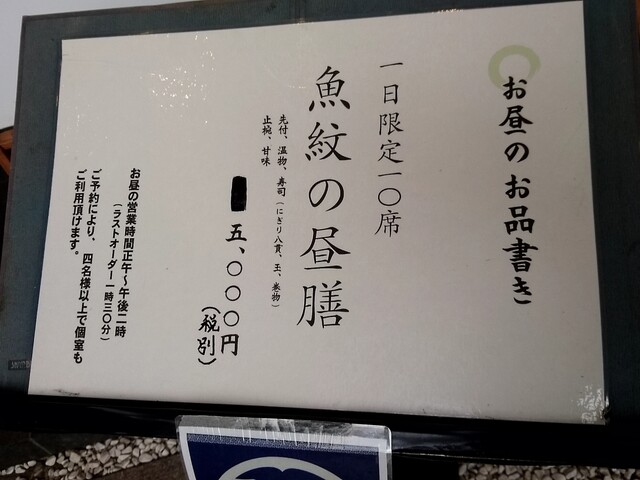 お昼のお品書き
一日限定一〇席
魚紋の昼膳
先付、温物、寿司(にぎり八貫、玉、巻物)
止椀、甘味
五、〇〇〇円
(税別)
お昼の営業時間正午〜午後二時
(ラストオーダー一時三〇分)
ご予約により、四名様以上で個室も
ご利用頂けます。